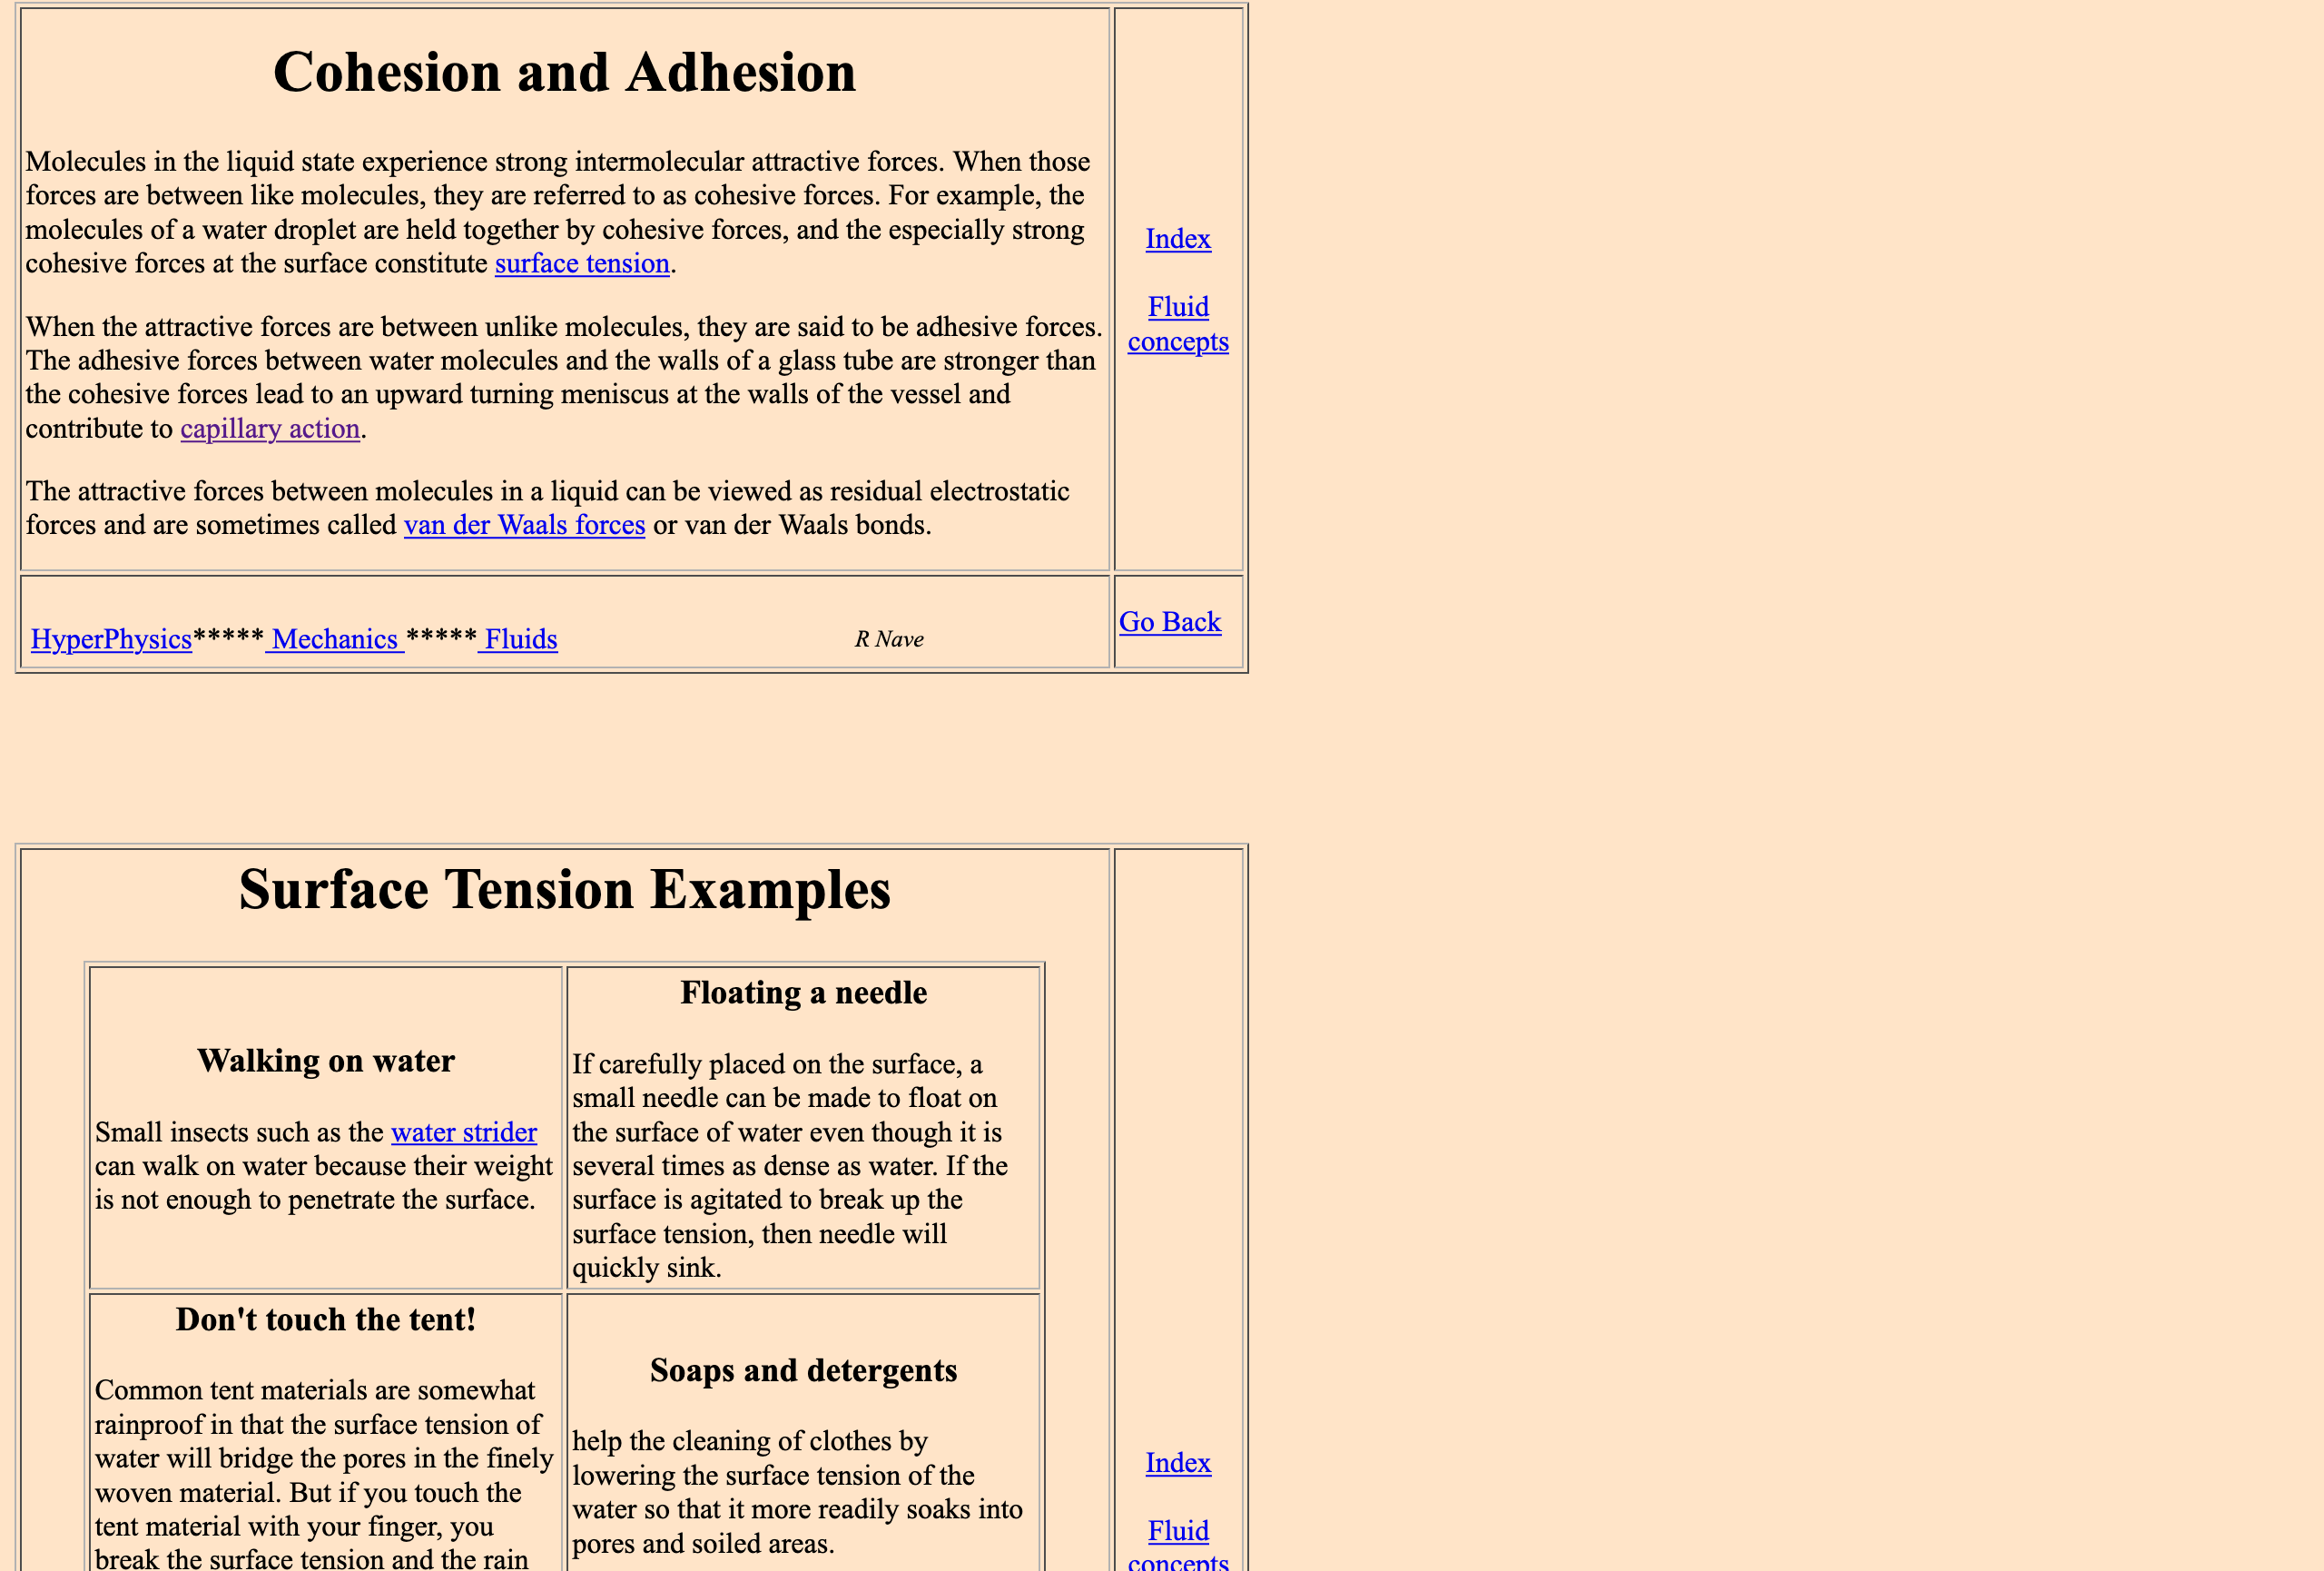 Cohesion and Adhesion
Molecules in the liquid state experience strong intermolecular attractive forces. When those
forces are between like molecules, they are referred to as cohesive forces. For example, the
molecules of a water droplet are held together by cohesive forces, and the especially strong
cohesive forces at the surface constitute surface tension.
When the attractive forces are between unlike molecules, they are said to be adhesive forces.
The adhesive forces between water molecules and the walls of a glass tube are stronger than
the cohesive forces lead to an upward turning meniscus at the walls of the vessel and
contribute to capillary action.
The attractive forces between molecules in a liquid can be viewed as residual electrostatic
forces and are sometimes called van der Waals forces or van der Waals bonds.
Index
Fluid
concepts
HyperPhysics***** Mechanics ***** Fluids
R Nave
Go Back
Surface Tension Examples
Walking on water
Small insects such as the water strider
can walk on water because their weight
is not enough to penetrate the surface.
Floating a needle
If carefully placed on the surface, a
small needle can be made to float on
the surface of water even though it is
several times as dense as water. If the
surface is agitated to break up the
surface tension, then needle will
quickly sink.
Don't touch the tent!
Common tent materials are somewhat
rainproof in that the surface tension of
water will bridge the pores in the finely
woven material. But if you touch the
tent material with your finger, you
break the surface tension and the rain
Soaps and detergents
help the cleaning of clothes by
lowering the surface tension of the
water so that it more readily soaks into
pores and soiled areas.
Index
Fluid
concepts